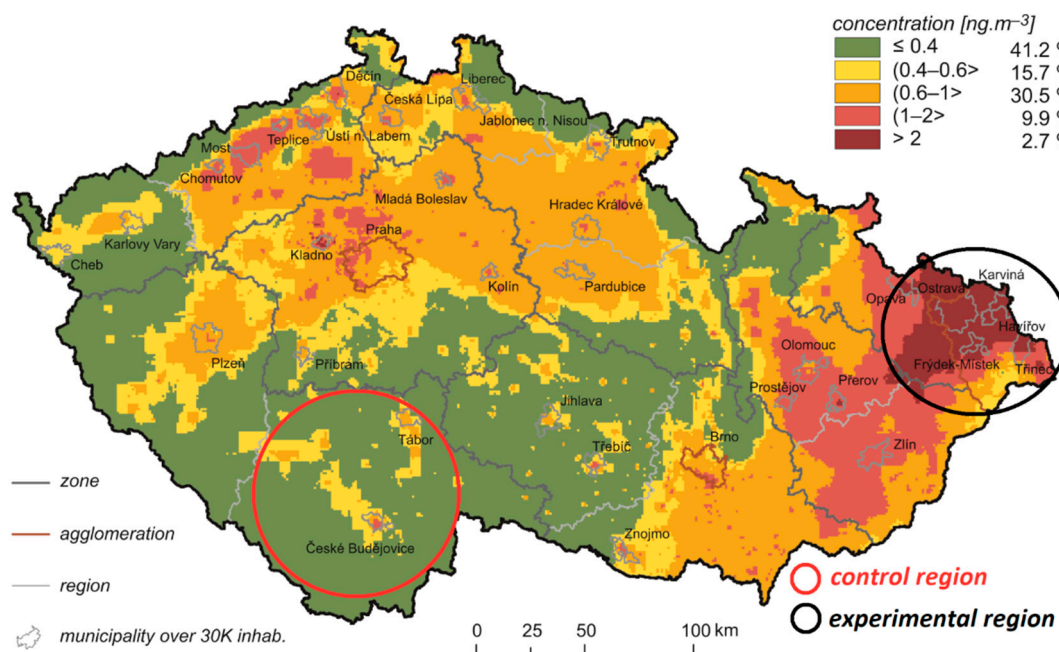 concentration [ng.m⁻³]
≤ 0.4 41.2 %
(0.4–0.6> 15.7 %
(0.6–1> 30.5 %
(1–2> 9.9 %
> 2 2.7 %
Děčín
Liberec
Česká Lípa
Jablonec n. Nisou
Teplice
Ústí n. Labem
Trutnov
Most
Chomutov
Mladá Boleslav
Hradec Králové
Karlovy Vary
Praha
Kladno
Cheb
Kolín
Pardubice
Karviná
Ostrava
Opava
Havířov
Plzeň
Příbram
Olomouc
Frýdek-Místek
Třinec
Prostějov
Přerov
Jihlava
Tábor
Brno
Zlín
Třebíč
zone
agglomeration
Znojmo
České Budějovice
region
control region
municipality over 30K inhab.
experimental region
0 25 50 100 km